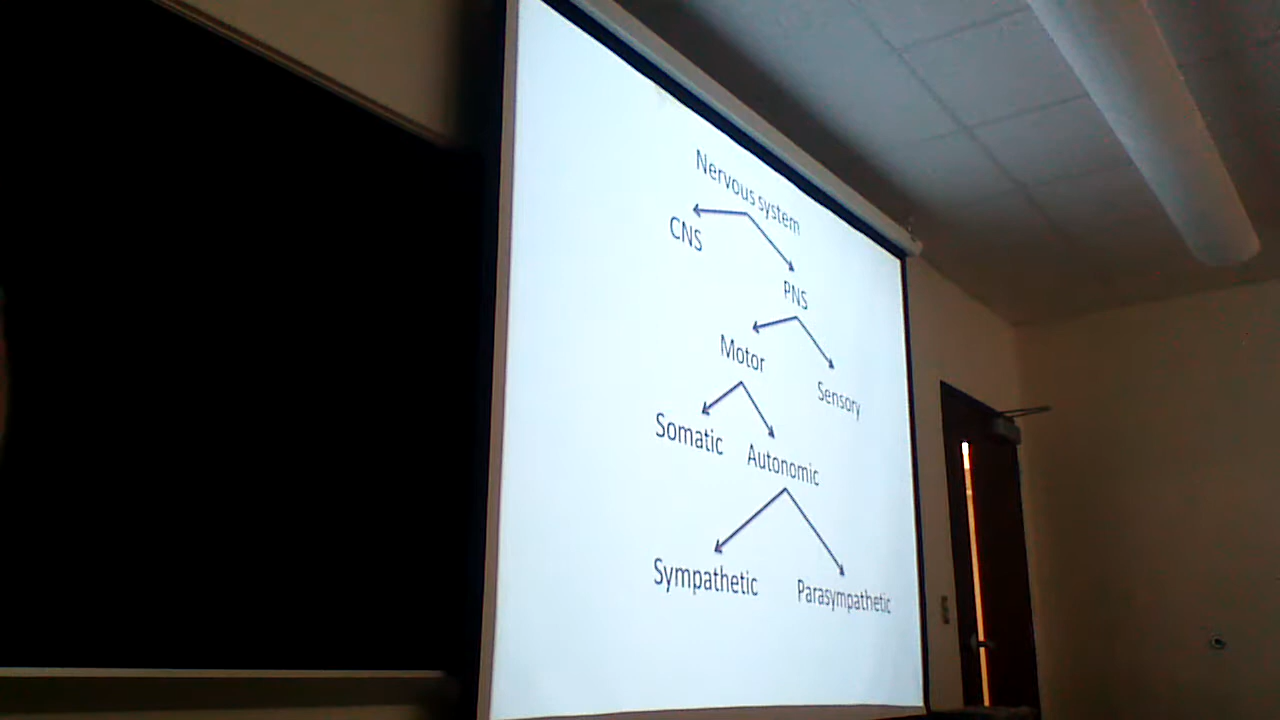 Nervous system
CNS
PNS
Motor
Sensory
Somatic
Autonomic
Sympathetic
Parasympathetic